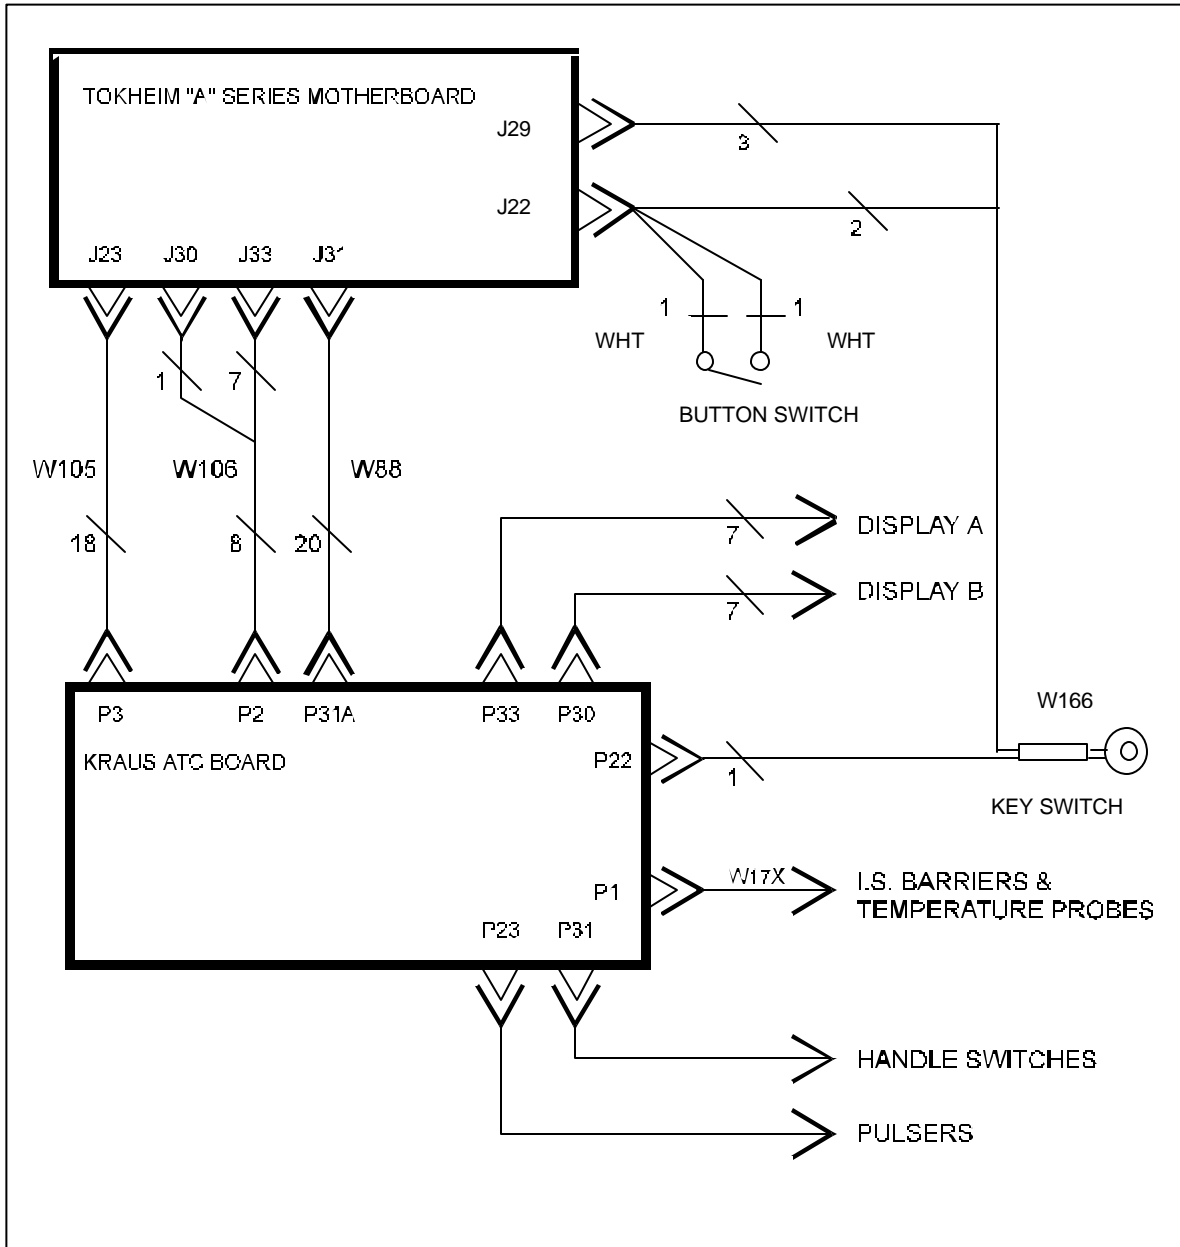 TOKHEIM "A" SERIES MOTHERBOARD
J29
3
J22
2
J23 J30 J33 J31
1 1
WHT WHT
1 7
BUTTON SWITCH
W105 W106 W88
18 8 20
7 DISPLAY A
7 DISPLAY B
P3 P2 P31A P33 P30
W166
KRAUS ATC BOARD
P22
1
KEY SWITCH
W17X
P1
I.S. BARRIERS &
TEMPERATURE PROBES
P23 P31
HANDLE SWITCHES
PULSERS